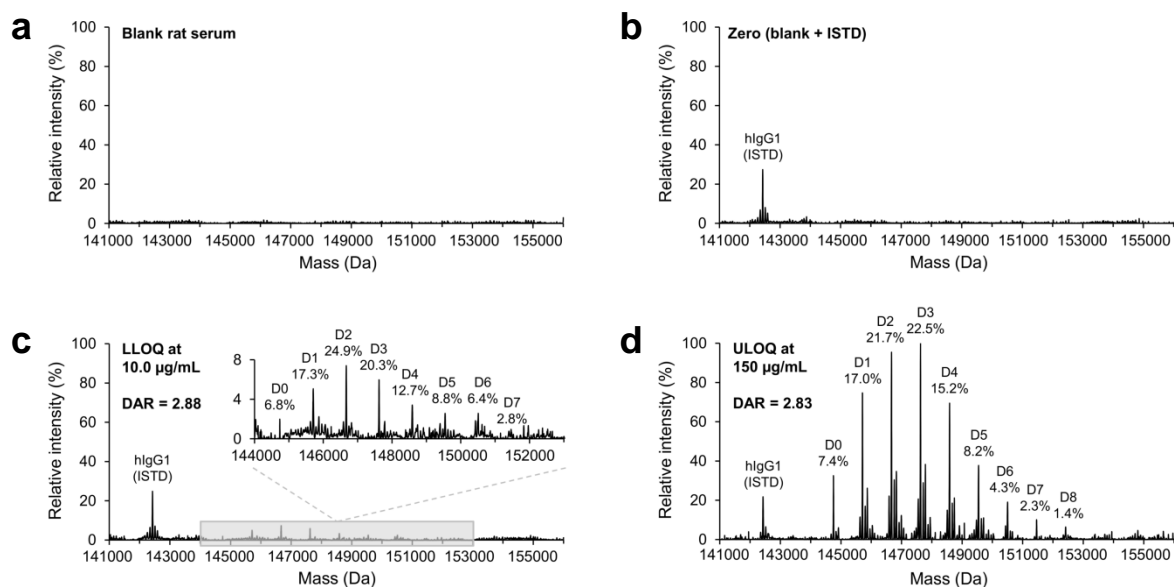 a
Blank rat serum
Relative intensity (%)
100
80
60
40
20
0
141000 143000 145000 147000 149000 151000 153000 155000
Mass (Da)
b
Zero (blank + ISTD)
Relative intensity (%)
100
80
60
40
20
0
hIgG1
(ISTD)
141000 143000 145000 147000 149000 151000 153000 155000
Mass (Da)
c
LLOQ at
10.0 µg/mL
DAR = 2.88
Relative intensity (%)
100
80
60
40
20
0
hIgG1
(ISTD)
8
4
0
D0
6.8%
D1
17.3%
D2
24.9%
D3
20.3%
D4
12.7%
D5
8.8%
D6
6.4%
D7
2.8%
144000 146000 148000 150000 152000
141000 143000 145000 147000 149000 151000 153000 155000
Mass (Da)
d
ULOQ at
150 µg/mL
DAR = 2.83
Relative intensity (%)
100
80
60
40
20
0
hIgG1
(ISTD)
D0
7.4%
D1
17.0%
D2
21.7%
D3
22.5%
D4
15.2%
D5
8.2%
D6
4.3%
D7
2.3%
D8
1.4%
141000 143000 145000 147000 149000 151000 153000 155000
Mass (Da)